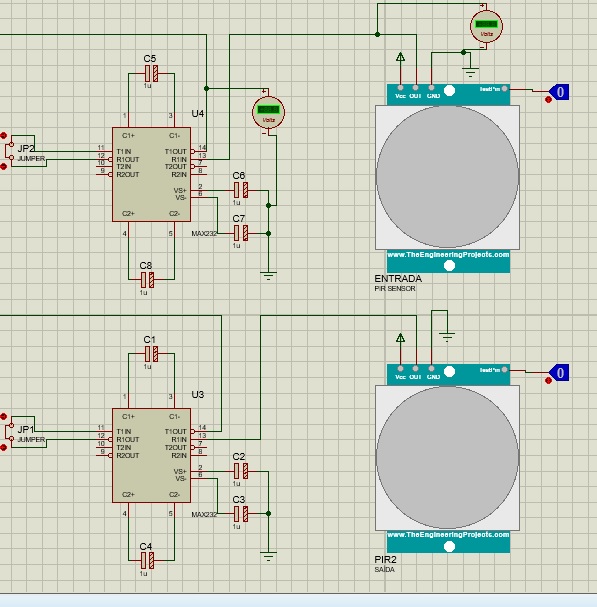 C5
1u
U4
1
3
C1+
C1-
JP2
JUMPER
11
T1IN
T1OUT
14
12
R1OUT
R1IN
13
10
T2IN
T2OUT
7
9
R2OUT
R2IN
8
VS+
2
VS-
6
C2+
C2-
4
5
MAX232
C6
1u
C7
1u
C8
1u
Volts
Volts
Vcc
OUT
GND
TestPin
0
www.TheEngineeringProjects.com
ENTRADA
PIR SENSOR
C1
1u
U3
1
3
C1+
C1-
JP1
JUMPER
11
T1IN
T1OUT
14
12
R1OUT
R1IN
13
10
T2IN
T2OUT
7
9
R2OUT
R2IN
8
VS+
2
VS-
6
C2+
C2-
4
5
MAX232
C2
1u
C3
1u
C4
1u
Vcc
OUT
GND
TestPin
0
www.TheEngineeringProjects.com
PIR2
SAIDA